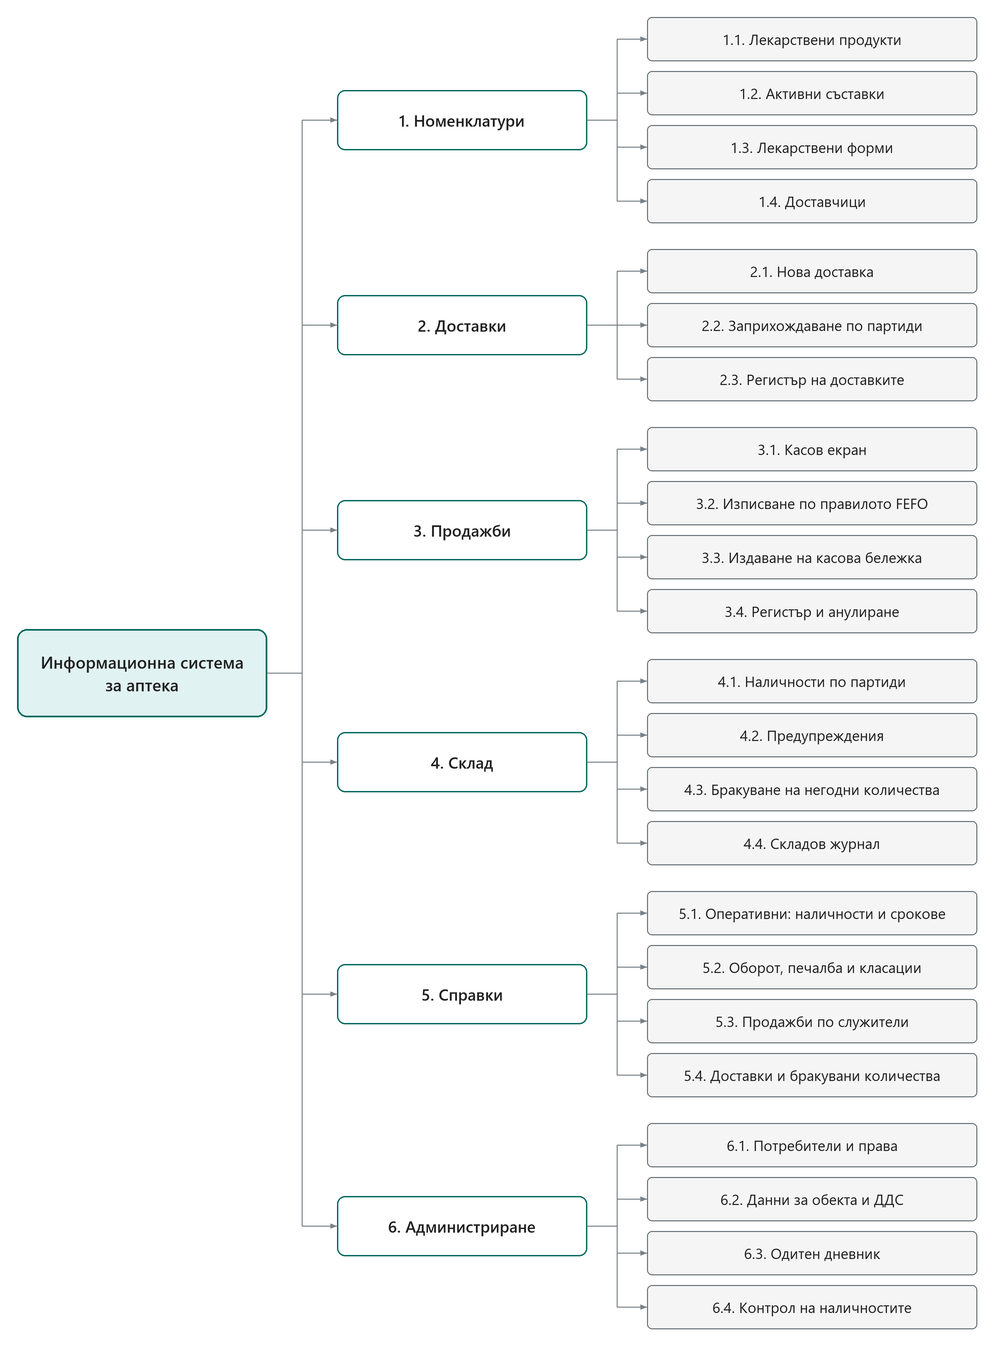 Информационна система
за аптека
1. Номенклатури
1.1. Лекарствени продукти
1.2. Активни съставки
1.3. Лекарствени форми
1.4. Доставчици
2. Доставки
2.1. Нова доставка
2.2. Заприхождаване по партиди
2.3. Регистър на доставките
3. Продажби
3.1. Касов екран
3.2. Изписване по правилото FEFO
3.3. Издаване на касова бележка
3.4. Регистър и анулиране
4. Склад
4.1. Наличности по партиди
4.2. Предупреждения
4.3. Бракуване на негодни количества
4.4. Складов журнал
5. Справки
5.1. Оперативни: наличности и срокове
5.2. Оборот, печалба и класации
5.3. Продажби по служители
5.4. Доставки и бракувани количества
6. Администриране
6.1. Потребители и права
6.2. Данни за обекта и ДДС
6.3. Одитен дневник
6.4. Контрол на наличностите